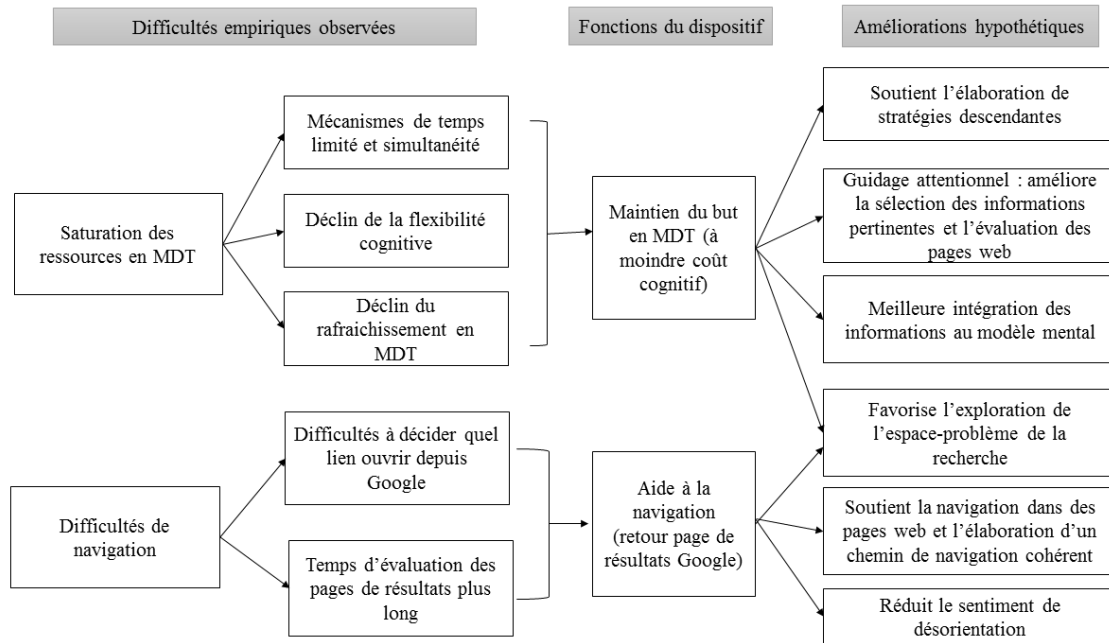 Difficultés empiriques observées
Fonctions du dispositif
Améliorations hypothétiques
Saturation des
ressources en MDT
Mécanismes de temps
limité et simultanéité
Déclin de la flexibilité
cognitive
Déclin du
rafraichissement en
MDT
Maintien du but
en MDT (à
moindre coût
cognitif)
Soutient l’élaboration de
stratégies descendantes
Guidage attentionnel : améliore
la sélection des informations
pertinentes et l’évaluation des
pages web
Meilleure intégration des
informations au modèle mental
Favorise l’exploration de
l’espace-problème de la
recherche
Difficultés de
navigation
Difficultés à décider quel
lien ouvrir depuis
Google
Temps d’évaluation des
pages de résultats plus
long
Aide à la
navigation
(retour page de
résultats Google)
Soutient la navigation dans des
pages web et l’élaboration d’un
chemin de navigation cohérent
Réduit le sentiment de
désorientation